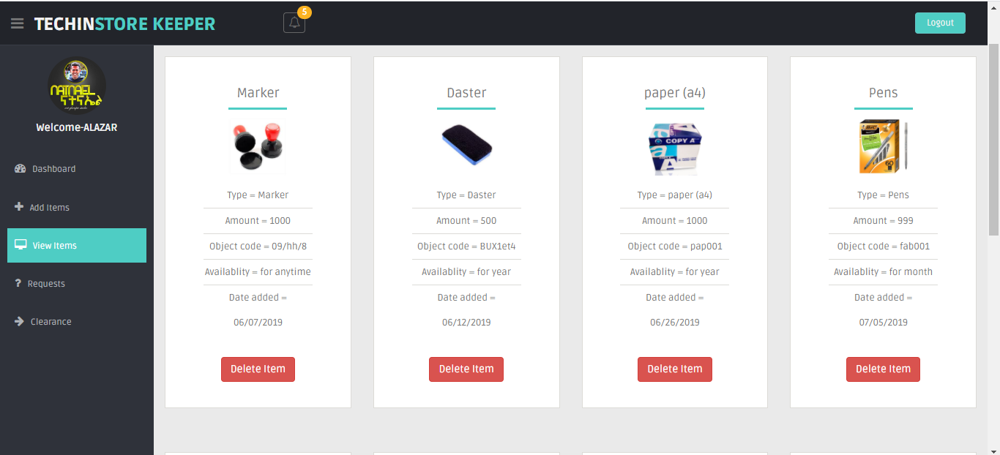 TECHINSTORE KEEPER
5
Logout
NATNAEL
ናትናኤል
Welcome-ALAZAR
Dashboard
Add Items
View Items
? Requests
Clearance
Marker
Type = Marker
Amount = 1000
Object code = 09/hh/8
Availablity = for anytime
Date added =
06/07/2019
Delete Item
Daster
Type = Daster
Amount = 500
Object code = BUX1et4
Availablity = for year
Date added =
06/12/2019
Delete Item
paper (a4)
COPY A
Type = paper (a4)
Amount = 1000
Object code = pap001
Availablity = for year
Date added =
06/26/2019
Delete Item
Pens
BIC
60
Type = Pens
Amount = 999
Object code = fab001
Availablity = for month
Date added =
07/05/2019
Delete Item